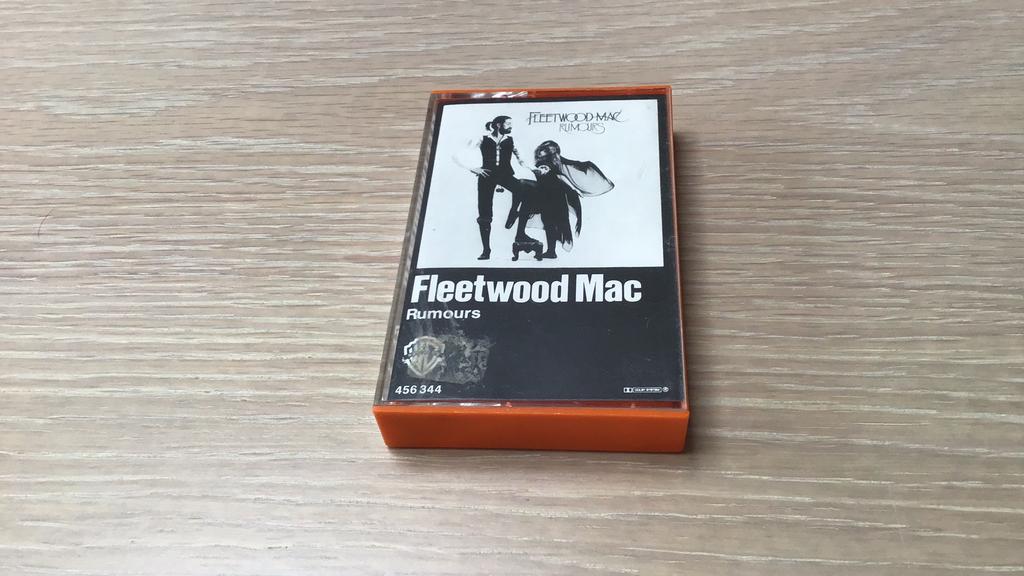 FLEETWOOD MAC
RUMOURS
Fleetwood Mac
Rumours
456 344